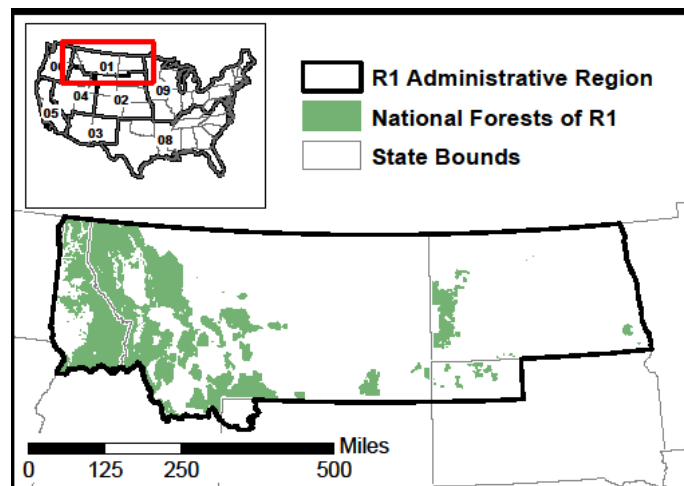 01
06
02
09
04
05
03
08
R1 Administrative Region
National Forests of R1
State Bounds
Miles
0 125 250 500